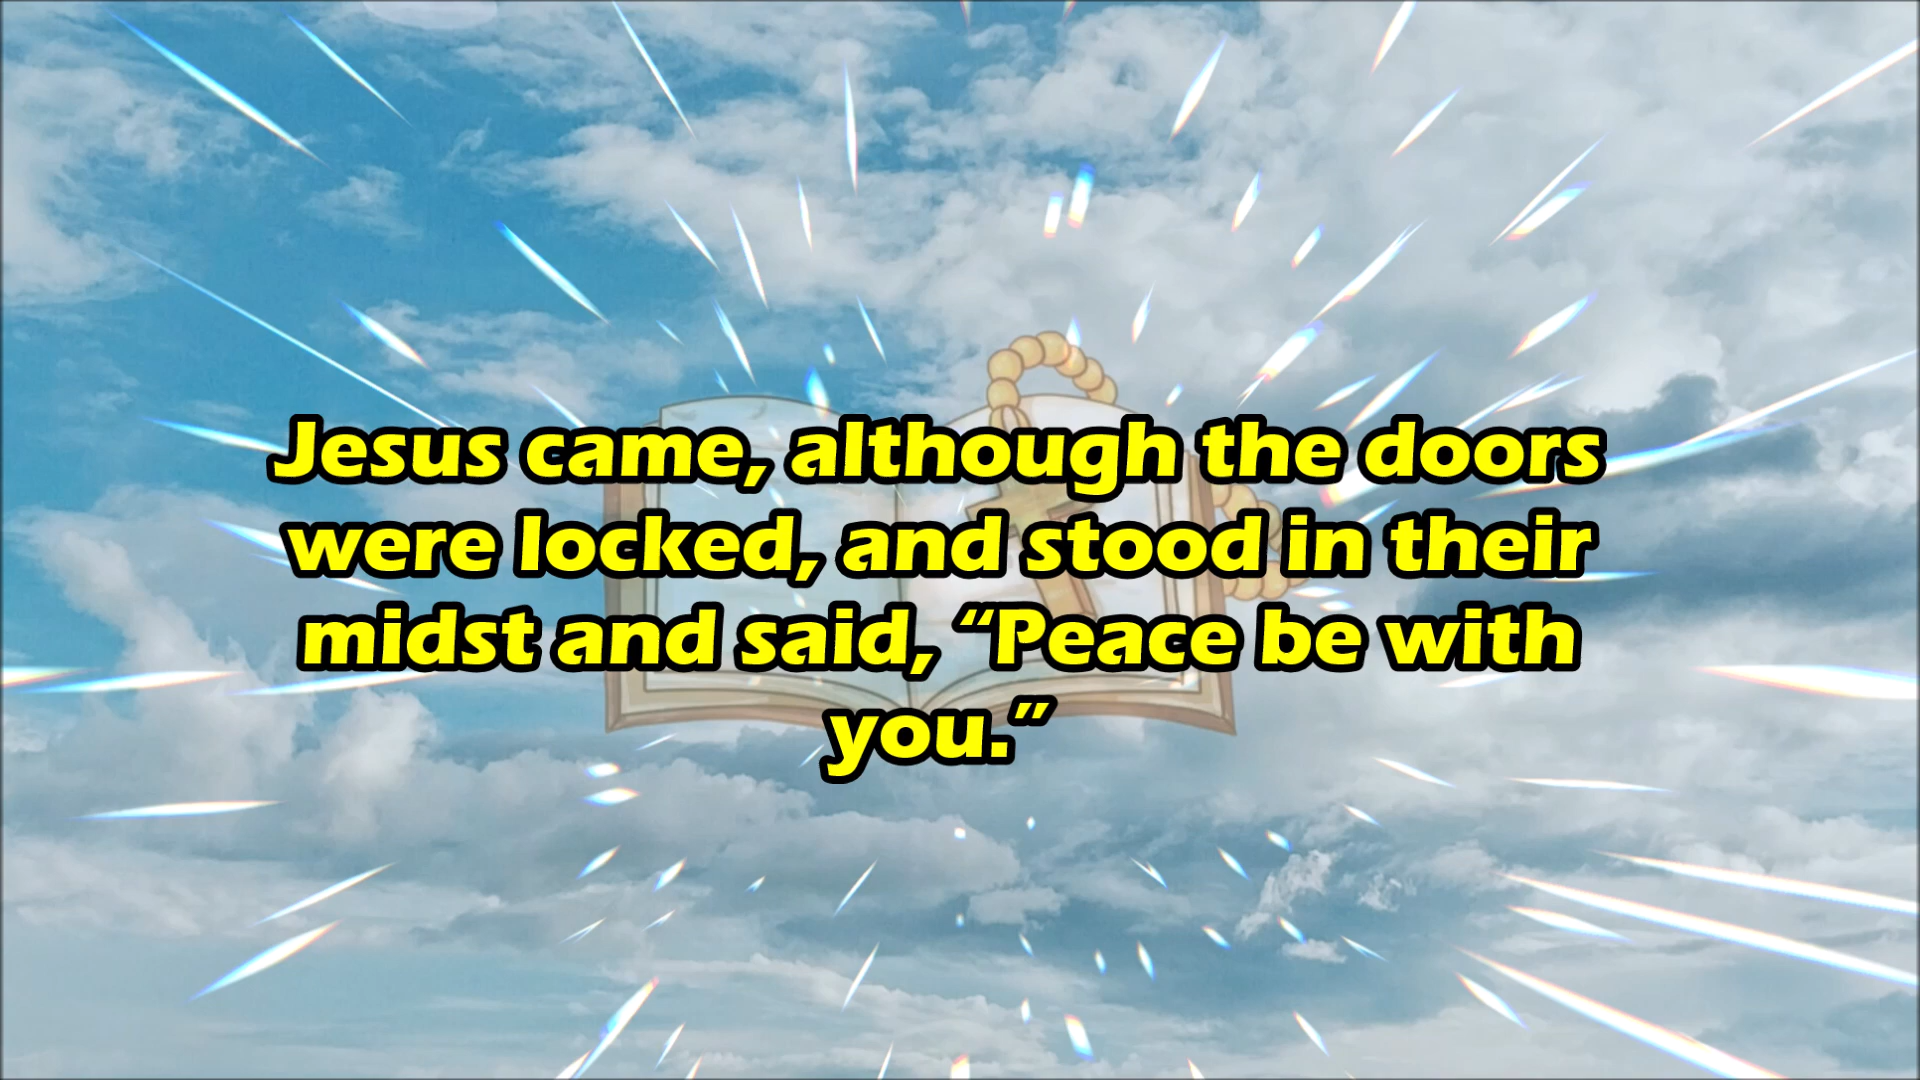 Jesus came, although the doors
were locked, and stood in their
midst and said, “Peace be with
you.”